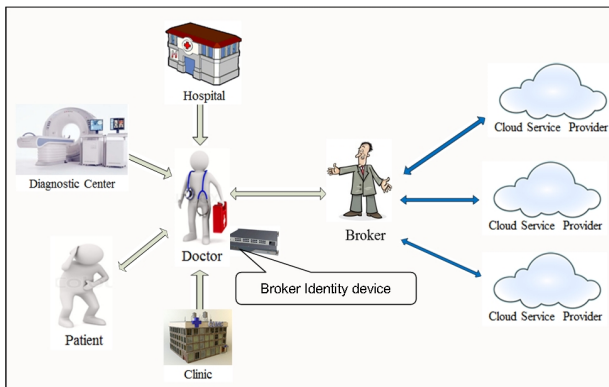 Hospital
Cloud Service Provider
Diagnostic Center
Cloud Service Provider
Doctor
Broker
Broker Identity device
Patient
Cloud Service Provider
Clinic